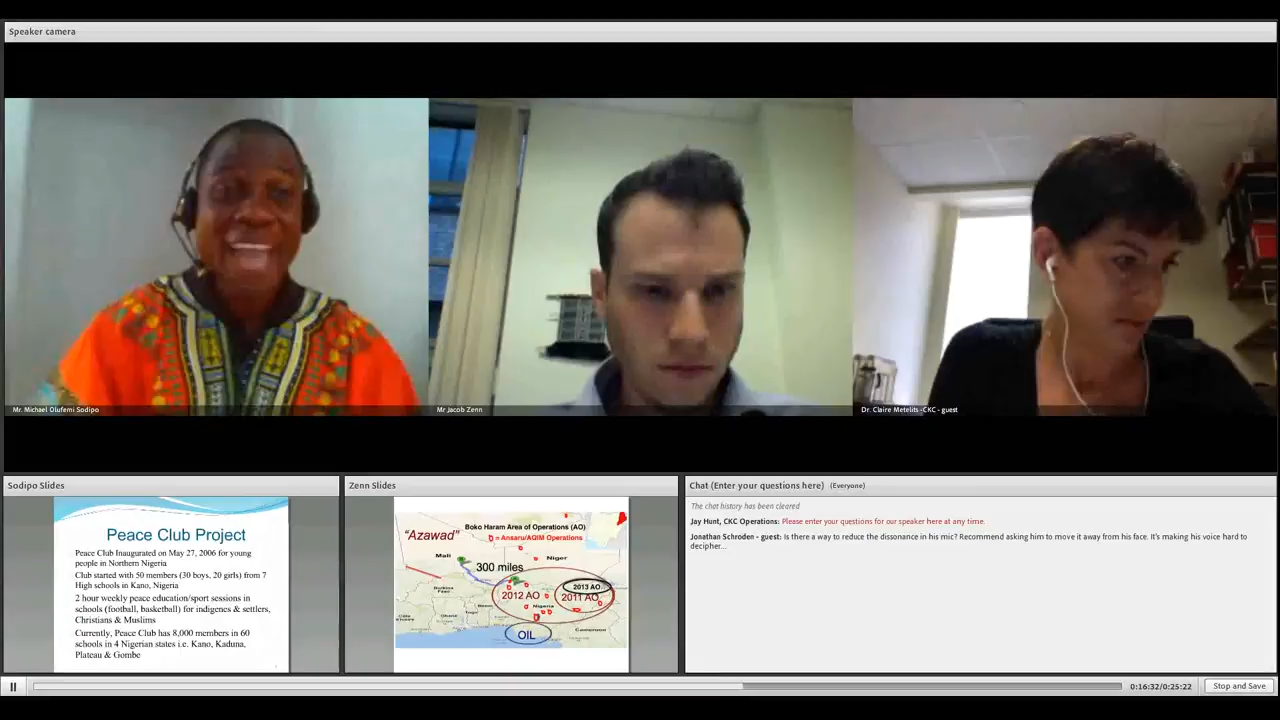 Speaker camera
Mr. Michael Olufemi Sodipo
Mr Jacob Zenn
Dr. Claire Metelits -CKC - guest
Sodipo Slides
Peace Club Project
Peace Club Inaugurated on May 27, 2006 for young
people in Northern Nigeria
Club started with 50 members (30 boys, 20 girls) from 7
High schools in Kano, Nigeria
2 hour weekly peace education/sport sessions in
schools (football, basketball) for indigenes & settlers,
Christians & Muslims
Currently, Peace Club has 8,000 members in 60
schools in 4 Nigerian states i.e. Kano, Kaduna,
Plateau & Gombe
Zenn Slides
Boko Haram Area of Operations (AO)
= Ansaru/AQIM Operations
"Azawad"
Mali
Niger
300 miles
2013 AO
2012 AO
2011 AO
Nigeria
Cameroon
OIL
Chat (Enter your questions here) (Everyone)
The chat history has been cleared
Jay Hunt, CKC Operations: Please enter your questions for our speaker here at any time.
Jonathan Schroden - guest: Is there a way to reduce the dissonance in his mic? Recommend asking him to move it away from his face. It's making his voice hard to
decipher...
0:16:32/0:25:22
Stop and Save